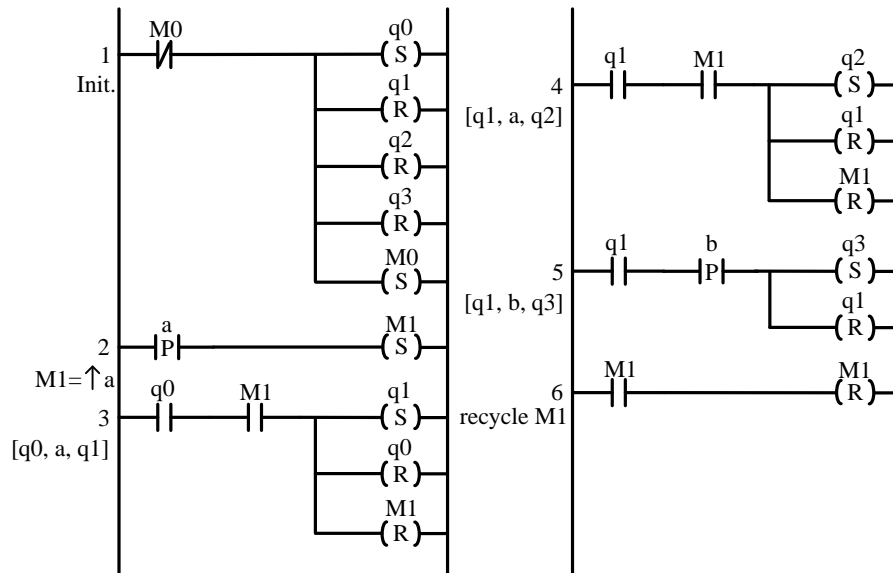 M0
q0
1
S
Init.
q1
R
q2
R
q3
R
M0
S
a
M1
2
P
S
M1=↑a
q0
M1
q1
3
S
[q0, a, q1]
q0
R
M1
R
q1
M1
q2
4
S
[q1, a, q2]
q1
R
M1
R
q1
b
q3
5
P
S
[q1, b, q3]
q1
R
M1
M1
6
R
recycle M1